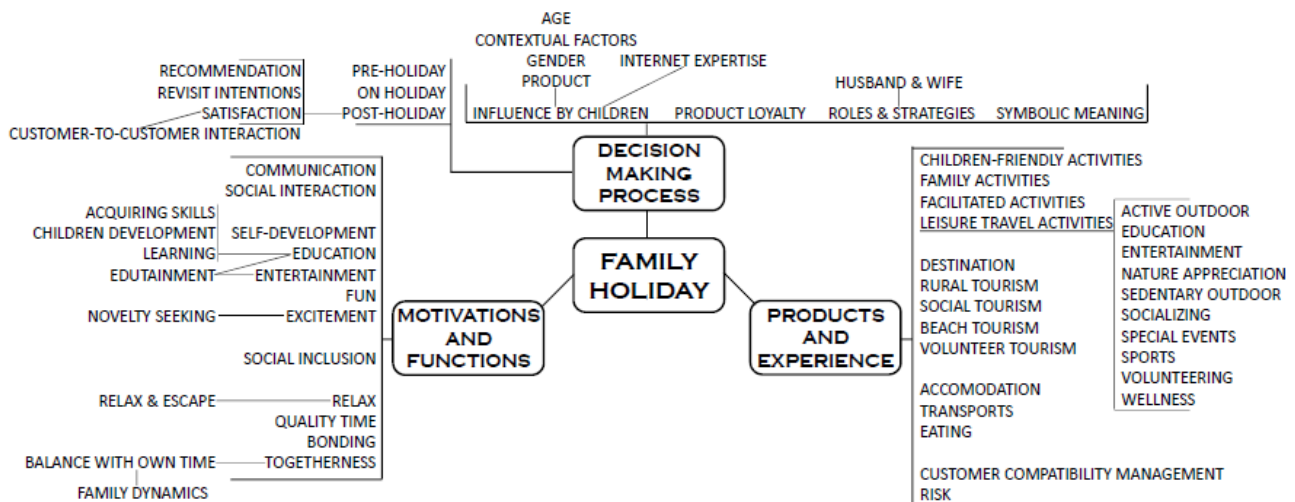 AGE
CONTEXTUAL FACTORS
GENDER
PRODUCT
INTERNET EXPERTISE
HUSBAND & WIFE
INFLUENCE BY CHILDREN
PRODUCT LOYALTY
ROLES & STRATEGIES
SYMBOLIC MEANING
RECOMMENDATION
REVISIT INTENTIONS
SATISFACTION
CUSTOMER-TO-CUSTOMER INTERACTION
PRE-HOLIDAY
ON HOLIDAY
POST-HOLIDAY
DECISION
MAKING
PROCESS
FAMILY
HOLIDAY
MOTIVATIONS
AND
FUNCTIONS
PRODUCTS
AND
EXPERIENCE
COMMUNICATION
SOCIAL INTERACTION
ACQUIRING SKILLS
CHILDREN DEVELOPMENT
LEARNING
EDUTAINMENT
SELF-DEVELOPMENT
EDUCATION
ENTERTAINMENT
FUN
NOVELTY SEEKING
EXCITEMENT
SOCIAL INCLUSION
RELAX & ESCAPE
RELAX
QUALITY TIME
BONDING
BALANCE WITH OWN TIME
TOGETHERNESS
FAMILY DYNAMICS
CHILDREN-FRIENDLY ACTIVITIES
FAMILY ACTIVITIES
FACILITATED ACTIVITIES
LEISURE TRAVEL ACTIVITIES
ACTIVE OUTDOOR
EDUCATION
ENTERTAINMENT
NATURE APPRECIATION
SEDENTARY OUTDOOR
SOCIALIZING
SPECIAL EVENTS
SPORTS
VOLUNTEERING
WELLNESS
DESTINATION
RURAL TOURISM
SOCIAL TOURISM
BEACH TOURISM
VOLUNTEER TOURISM
ACCOMODATION
TRANSPORTS
EATING
CUSTOMER COMPATIBILITY MANAGEMENT
RISK